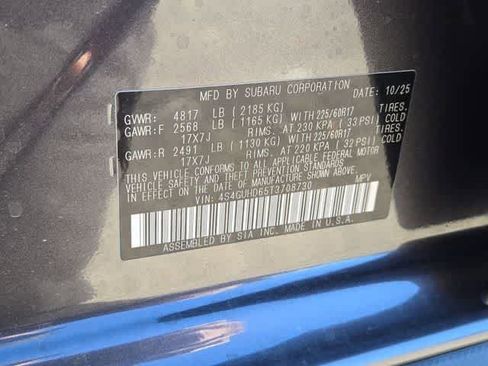 MFD BY SUBARU CORPORATION DATE: 10/25
GVWR: 4817 LB (2185 KG)
GAWR:F 2568 LB (1165 KG) WITH 225/60R17 TIRES.
17X7J RIMS. AT 230 KPA (33 PSI) COLD
GAWR:R 2491 LB (1130 KG) WITH 225/60R17 TIRES.
17X7J RIMS. AT 220 KPA (32 PSI) COLD
THIS VEHICLE CONFORMS TO ALL APPLICABLE FEDERAL MOTOR
VEHICLE SAFETY AND THEFT PREVENTION STANDARDS
IN EFFECT ON THE DATE OF MANUFACTURE SHOWN ABOVE.
VIN: 4S4GUHD65T3708730 MPV
ASSEMBLED BY SIA INC. MADE IN U.S.A.